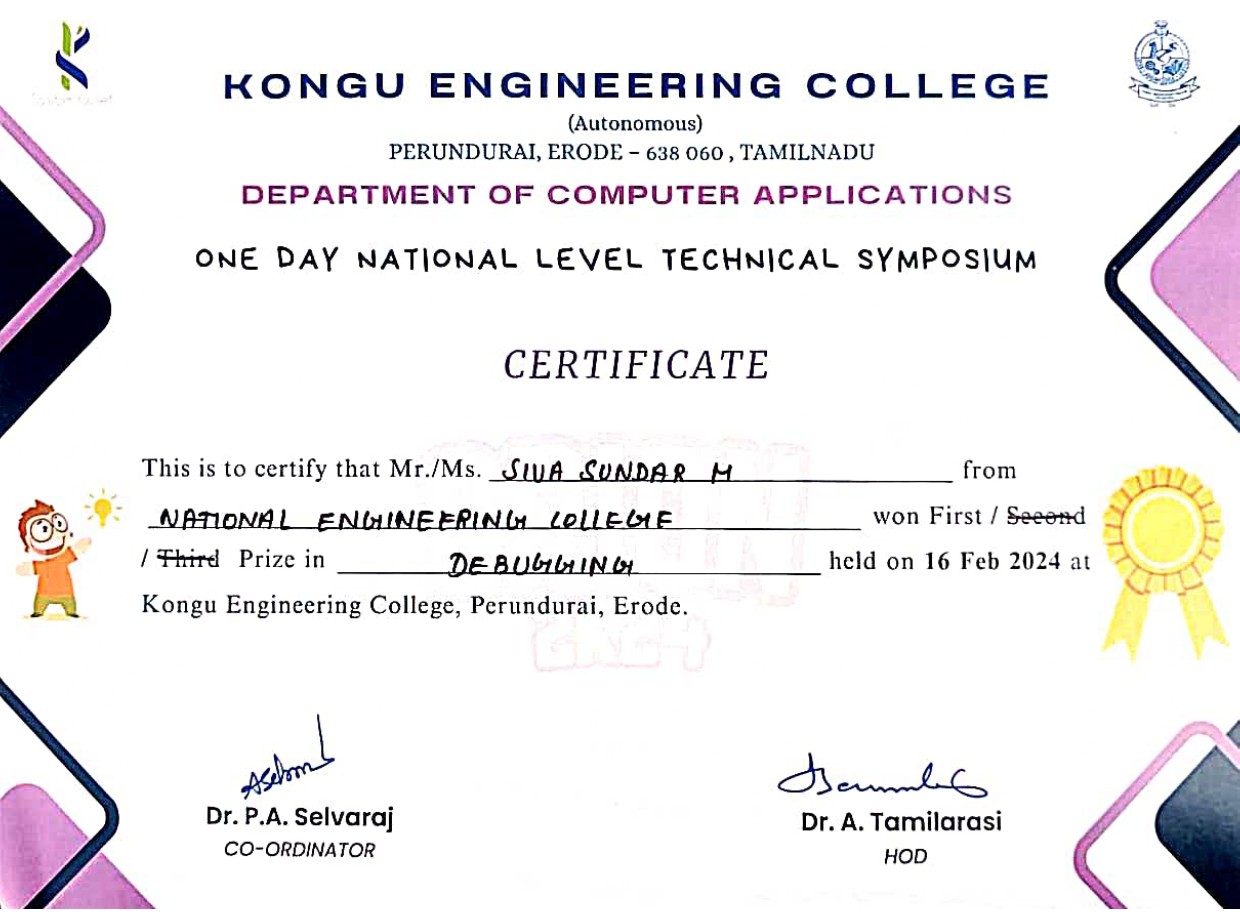 KONGU ENGINEERING COLLEGE
(Autonomous)
PERUNDURAI, ERODE – 638 060 , TAMILNADU
DEPARTMENT OF COMPUTER APPLICATIONS
ONE DAY NATIONAL LEVEL TECHNICAL SYMPOSIUM
CERTIFICATE
This is to certify that Mr./Ms. SIVA SUNDAR M from
NATIONAL ENGINEERING COLLEGE won First / Second
/ Third Prize in DEBUGGING held on 16 Feb 2024 at
Kongu Engineering College, Perundurai, Erode.
2K24
Dr. P.A. Selvaraj
CO-ORDINATOR
Dr. A. Tamilarasi
HOD